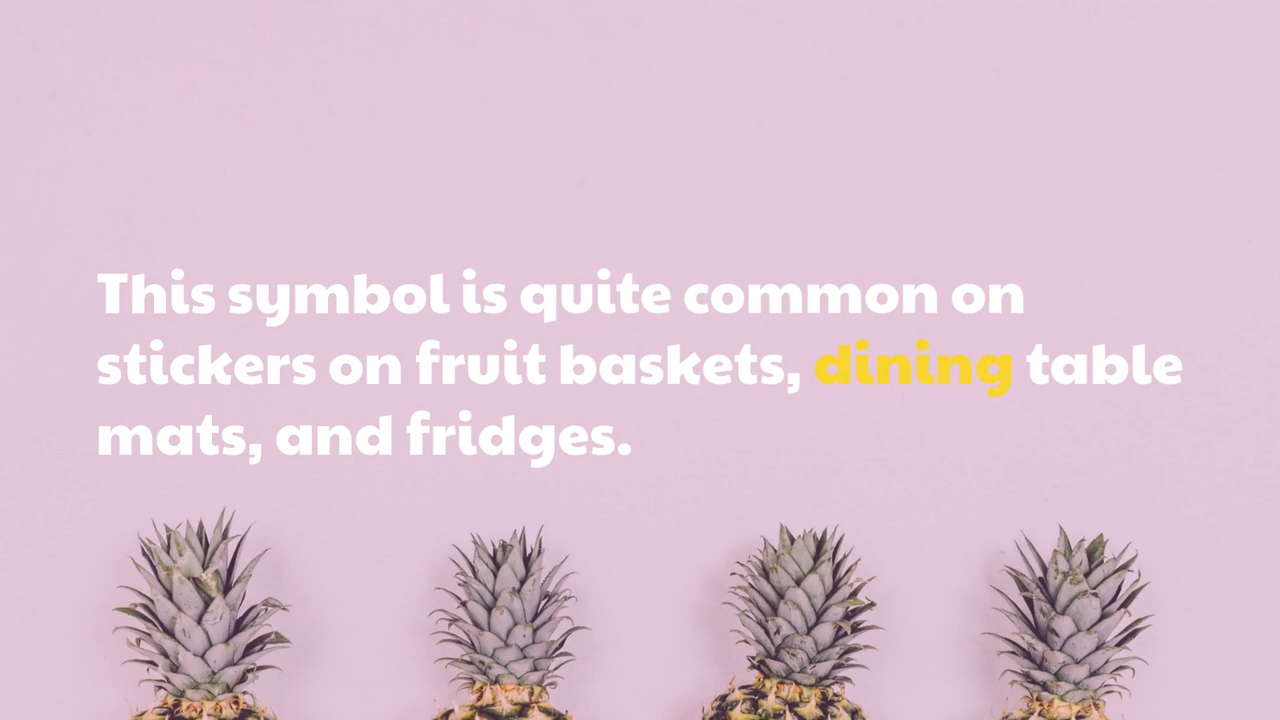 This symbol is quite common on
stickers on fruit baskets, dining table
mats, and fridges.